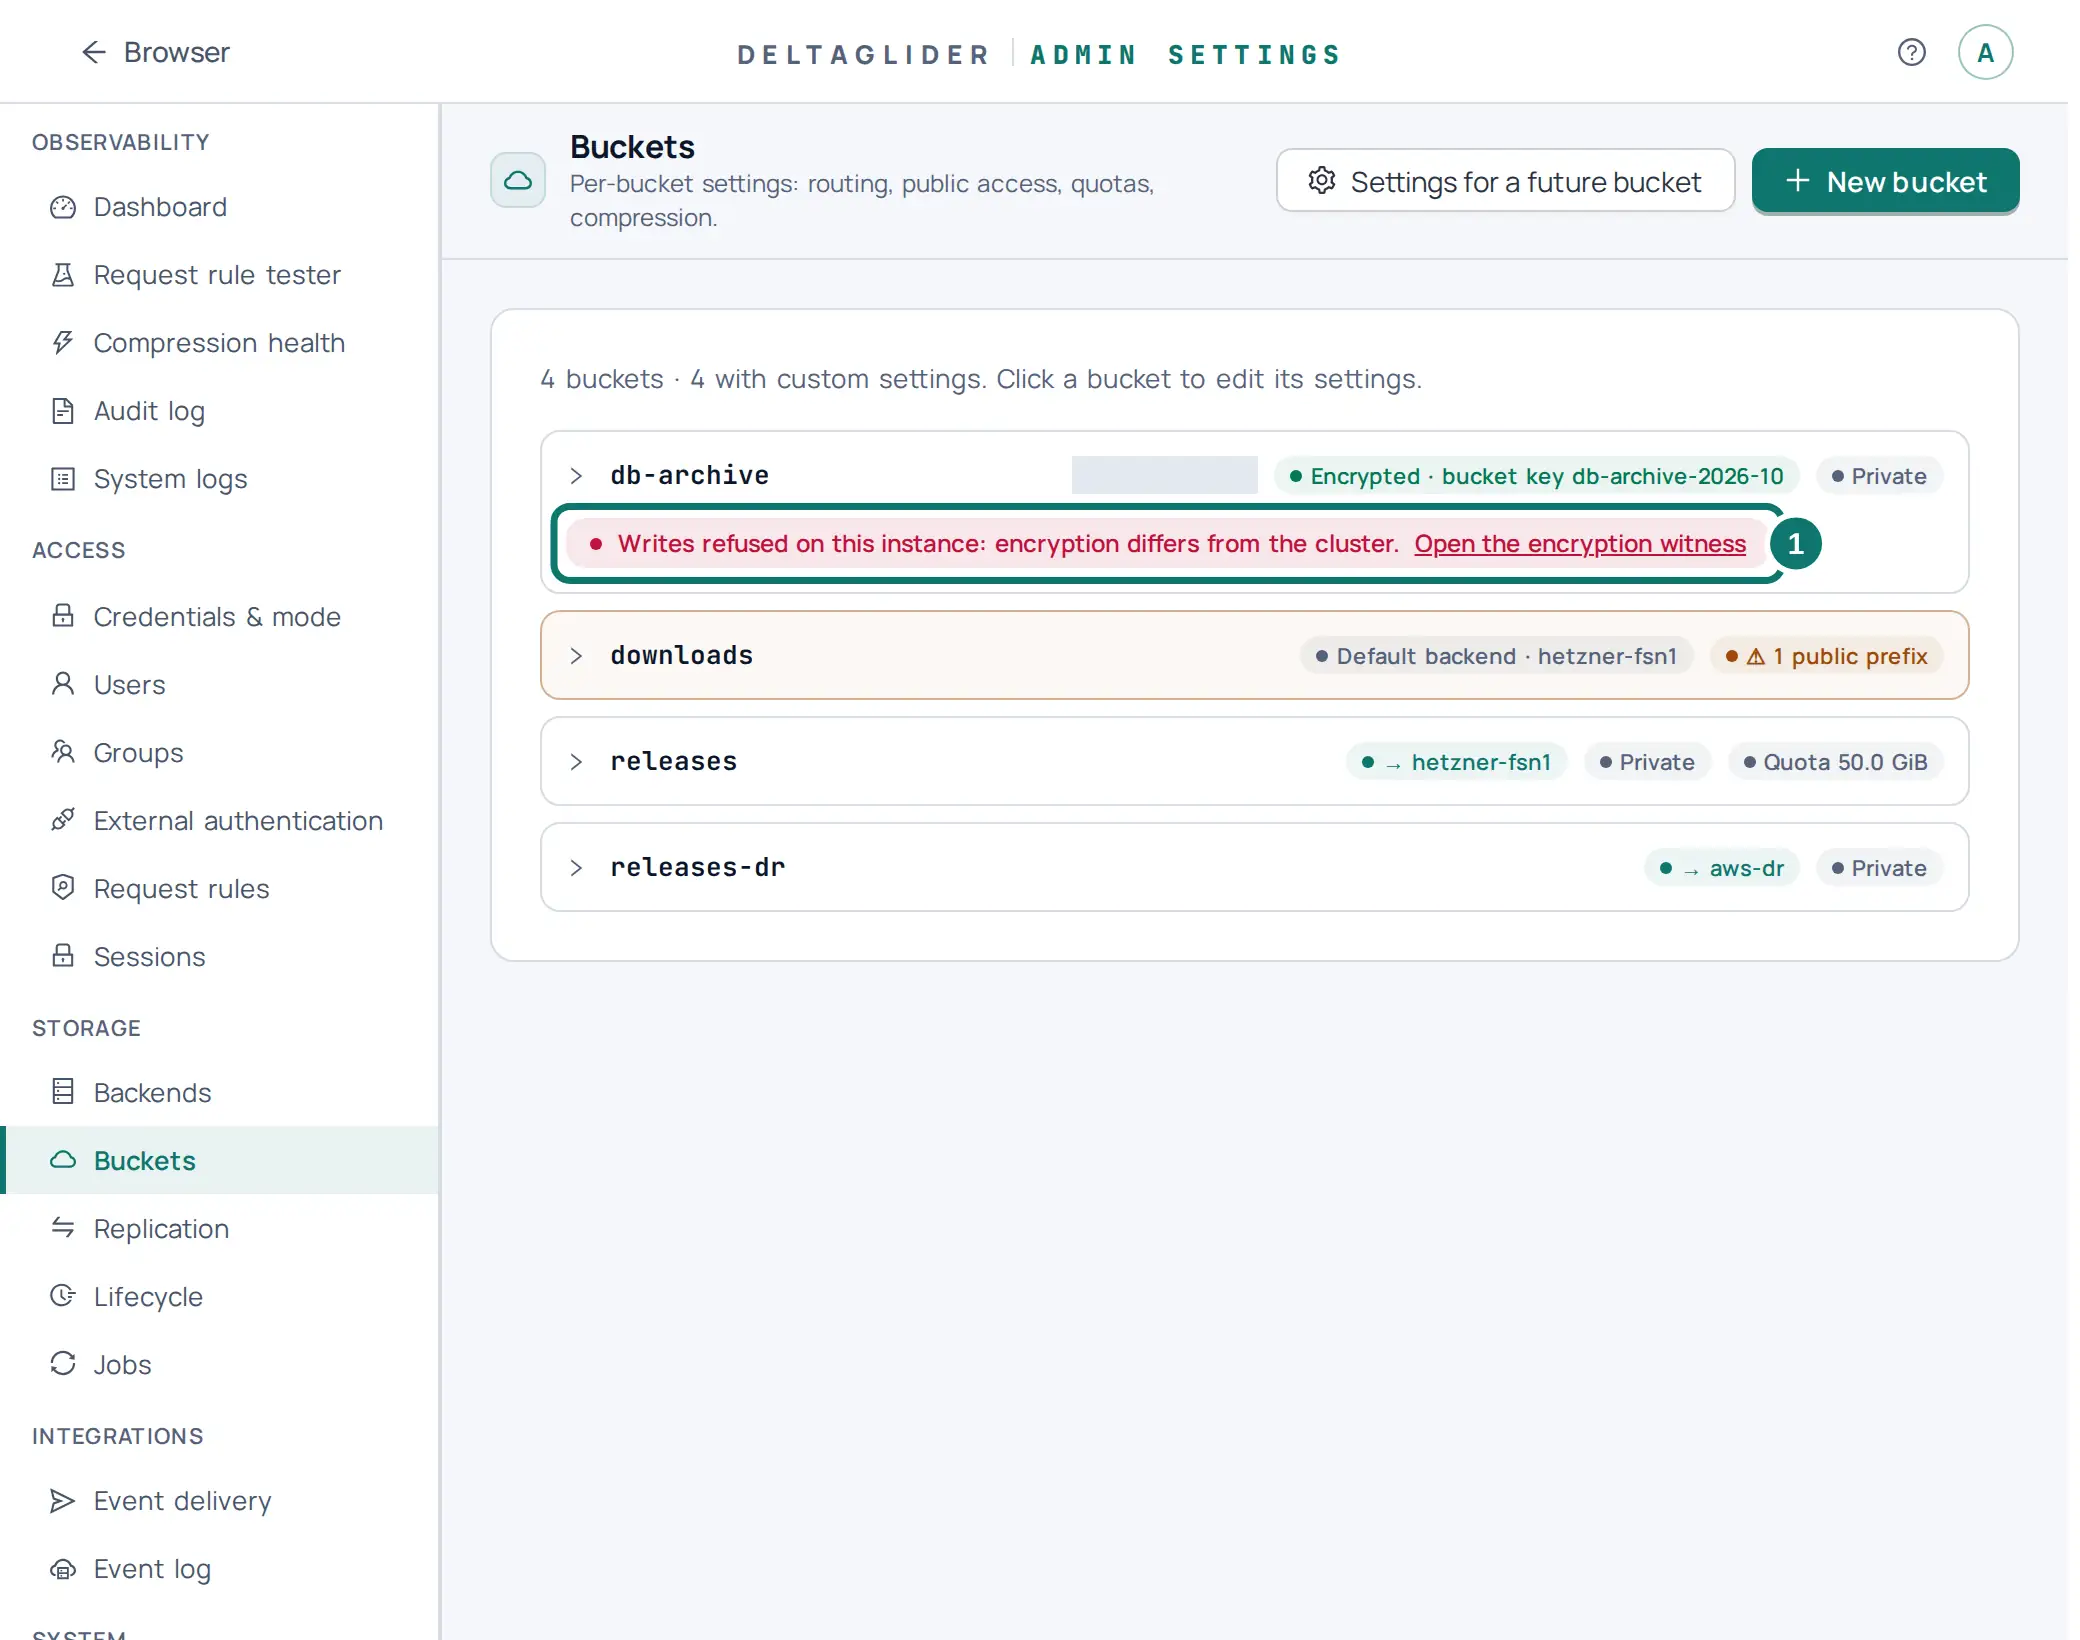 Browser
DELTAGLIDER ADMIN SETTINGS
A
OBSERVABILITY
Dashboard
Request rule tester
Compression health
Audit log
System logs
ACCESS
Credentials & mode
Users
Groups
External authentication
Request rules
Sessions
STORAGE
Backends
Buckets
Replication
Lifecycle
Jobs
INTEGRATIONS
Event delivery
Event log
SYSTEM
Buckets
Per-bucket settings: routing, public access, quotas,
compression.
Settings for a future bucket
New bucket
4 buckets · 4 with custom settings. Click a bucket to edit its settings.
db-archive Encrypted · bucket key db-archive-2026-10 Private
Writes refused on this instance: encryption differs from the cluster. Open the encryption witness 1
downloads Default backend · hetzner-fsn1 ⚠ 1 public prefix
releases → hetzner-fsn1 Private Quota 50.0 GiB
releases-dr → aws-dr Private